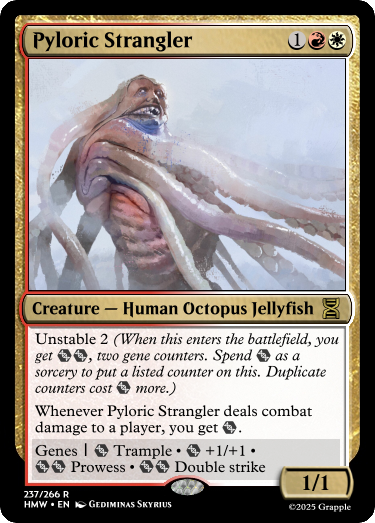 Pyloric Strangler 1
Creature — Human Octopus Jellyfish
Unstable 2 (When this enters the battlefield, you
get , two gene counters. Spend as a
sorcery to put a listed counter on this. Duplicate
counters cost more.)
Whenever Pyloric Strangler deals combat
damage to a player, you get .
Genes | Trample • +1/+1 •
Prowess • Double strike
1/1
237/266 R
HMW • EN Gediminas Skyrius
©2025 Grapple